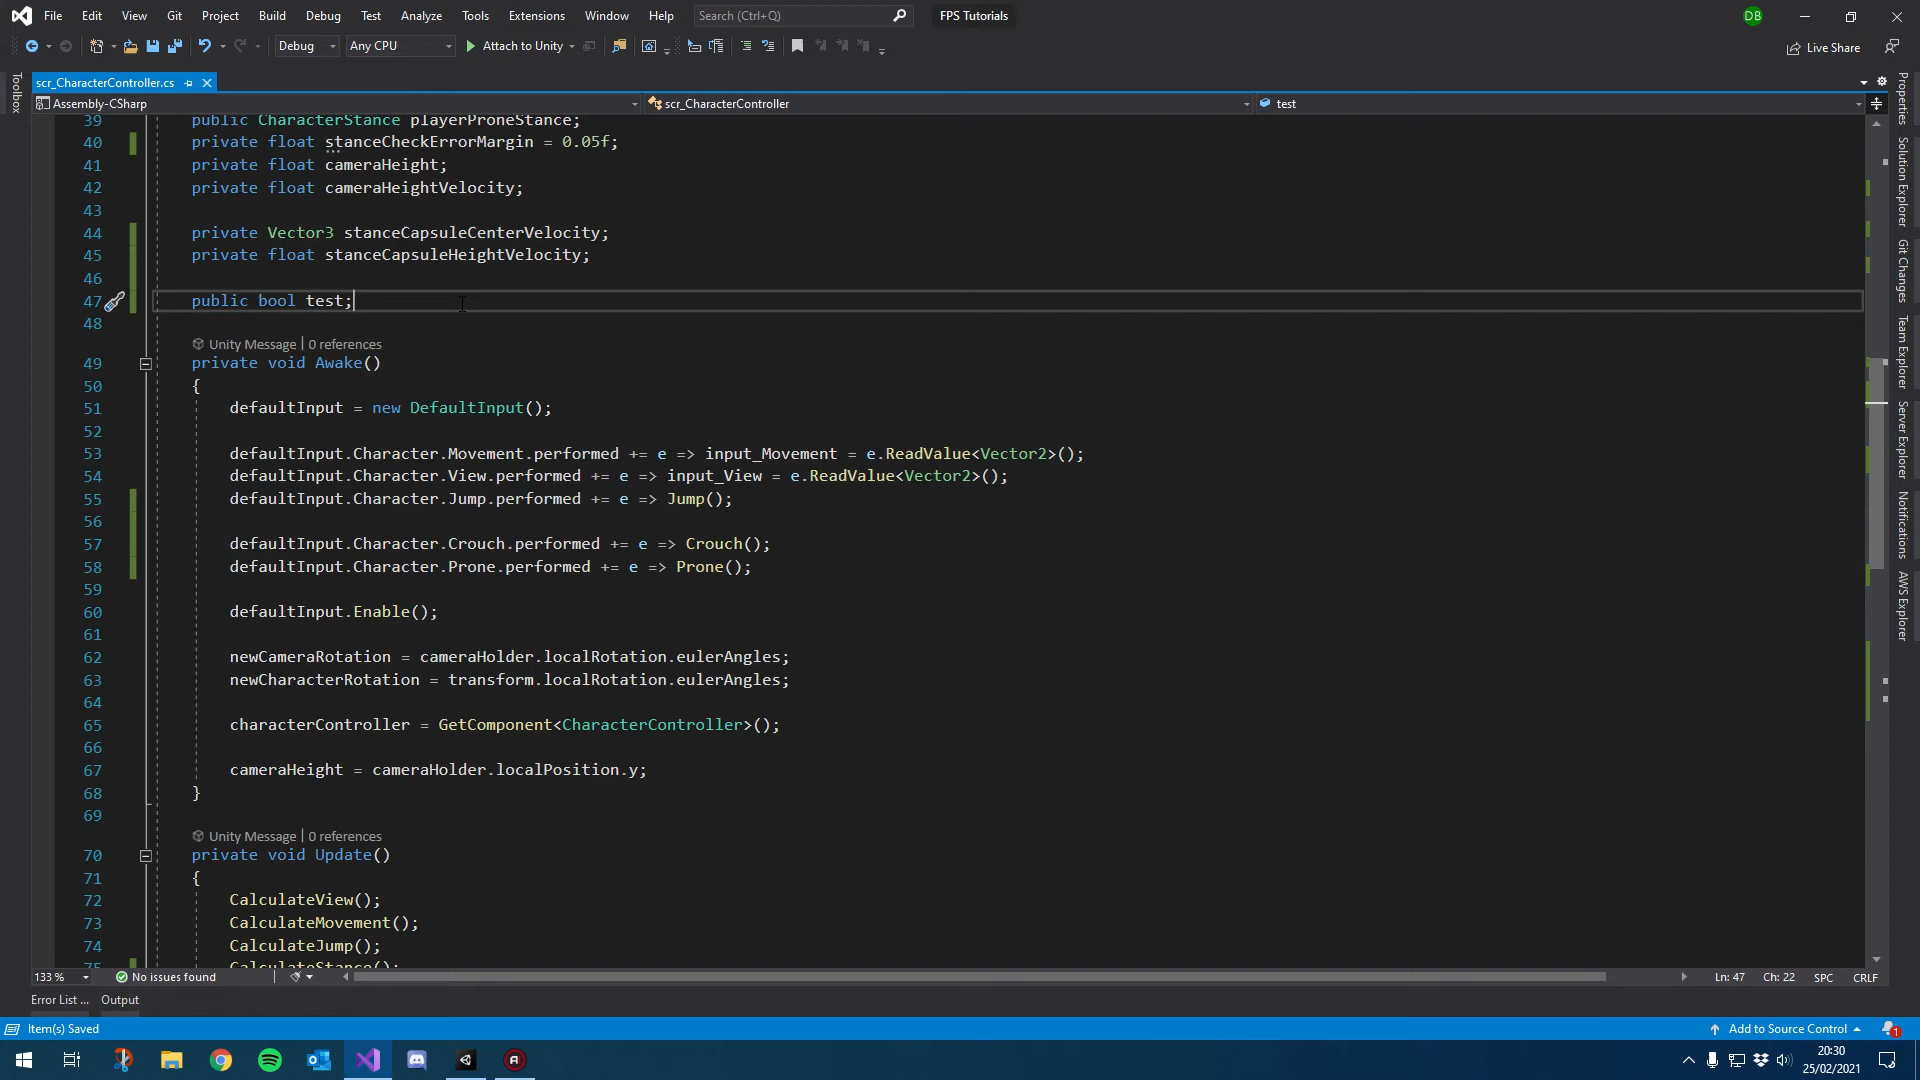 File Edit View Git Project Build Debug Test Analyze Tools Extensions Window Help Search (Ctrl+Q) FPS Tutorials DB
Debug Any CPU Attach to Unity Live Share
Toolbox
scr_CharacterController.cs
Assembly-CSharp scr_CharacterController test
39 public CharacterStance playerProneStance;
40 private float stanceCheckErrorMargin = 0.05f;
41 private float cameraHeight;
42 private float cameraHeightVelocity;
43
44 private Vector3 stanceCapsuleCenterVelocity;
45 private float stanceCapsuleHeightVelocity;
46
47 public bool test;
48
Unity Message | 0 references
49 private void Awake()
50 {
51 defaultInput = new DefaultInput();
52
53 defaultInput.Character.Movement.performed += e => input_Movement = e.ReadValue<Vector2>();
54 defaultInput.Character.View.performed += e => input_View = e.ReadValue<Vector2>();
55 defaultInput.Character.Jump.performed += e => Jump();
56
57 defaultInput.Character.Crouch.performed += e => Crouch();
58 defaultInput.Character.Prone.performed += e => Prone();
59
60 defaultInput.Enable();
61
62 newCameraRotation = cameraHolder.localRotation.eulerAngles;
63 newCharacterRotation = transform.localRotation.eulerAngles;
64
65 characterController = GetComponent<CharacterController>();
66
67 cameraHeight = cameraHolder.localPosition.y;
68 }
69
Unity Message | 0 references
70 private void Update()
71 {
72 CalculateView();
73 CalculateMovement();
74 CalculateJump();
75 CalculateStance();
Properties
Solution Explorer
Git Changes
Team Explorer
Server Explorer
Notifications
AWS Explorer
133 % No issues found Ln: 47 Ch: 22 SPC CRLF
Error List ... Output
Item(s) Saved Add to Source Control 1
20:30
25/02/2021